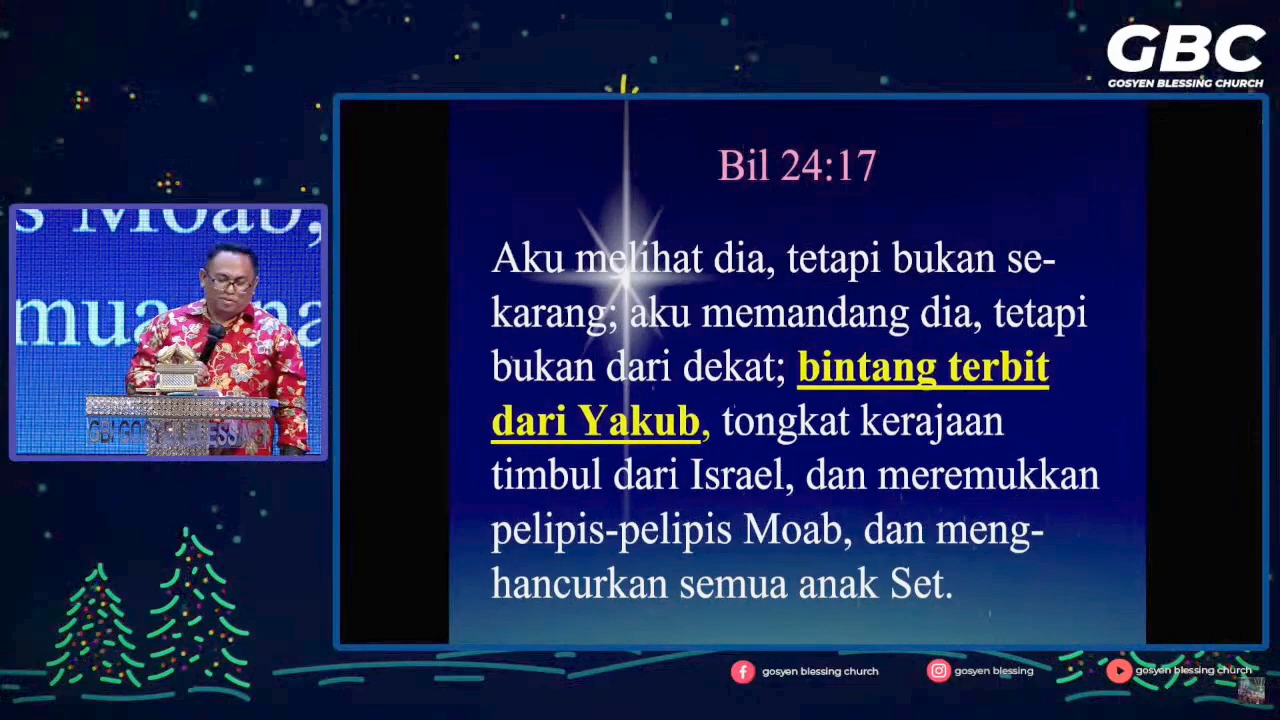 GBC
GOSYEN BLESSING CHURCH
Bil 24:17
Aku melihat dia, tetapi bukan se-
karang; aku memandang dia, tetapi
bukan dari dekat; bintang terbit
dari Yakub, tongkat kerajaan
timbul dari Israel, dan meremukkan
pelipis-pelipis Moab, dan meng-
hancurkan semua anak Set.
s Moab,
mua
gosyen blessing church
gosyen blessing
gosyen blessing church